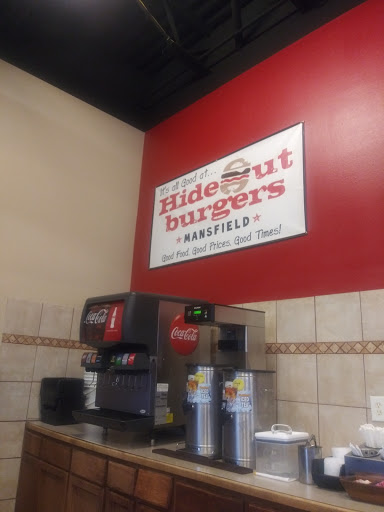 It's all Good at...
Hideout
burgers
★ MANSFIELD ★
Good Food. Good Prices. Good Times!
Coca-Cola
Coca-Cola